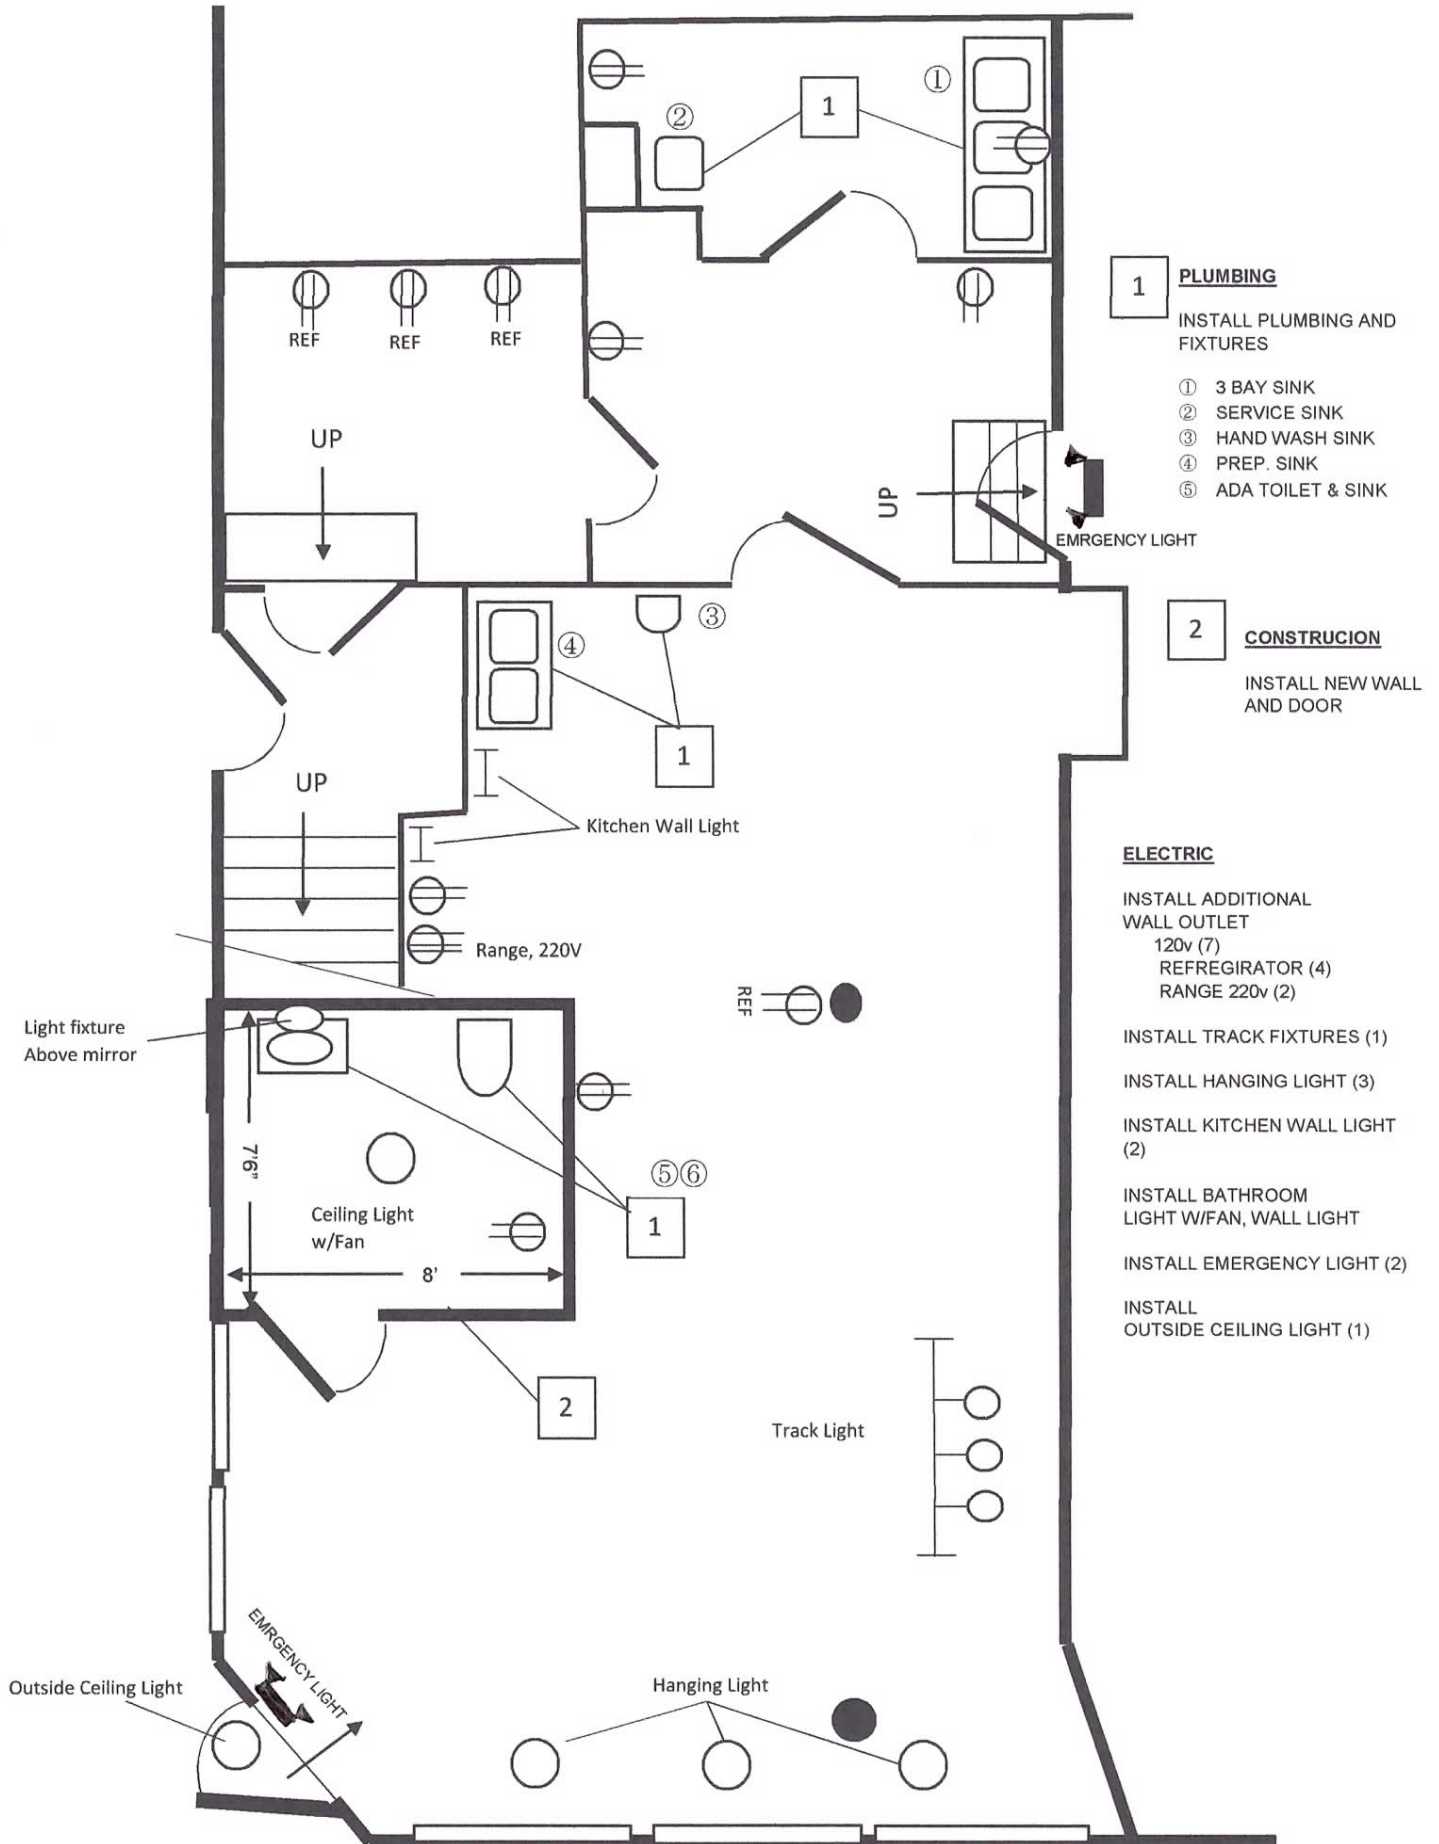 ①
1
②
1
PLUMBING
INSTALL PLUMBING AND
FIXTURES
① 3 BAY SINK
② SERVICE SINK
③ HAND WASH SINK
④ PREP. SINK
⑤ ADA TOILET & SINK
REF
REF
REF
UP
UP
EMRGENCY LIGHT
2
CONSTRUCION
INSTALL NEW WALL
AND DOOR
③
④
1
UP
Kitchen Wall Light
Range, 220V
ELECTRIC
INSTALL ADDITIONAL
WALL OUTLET
120v (7)
REFREGIRATOR (4)
RANGE 220v (2)
INSTALL TRACK FIXTURES (1)
INSTALL HANGING LIGHT (3)
INSTALL KITCHEN WALL LIGHT
(2)
INSTALL BATHROOM
LIGHT W/FAN, WALL LIGHT
INSTALL EMERGENCY LIGHT (2)
INSTALL
OUTSIDE CEILING LIGHT (1)
REF
Light fixture
Above mirror
7'6"
⑤⑥
1
Ceiling Light
w/Fan
8'
2
Track Light
EMRGENCY LIGHT
Outside Ceiling Light
Hanging Light